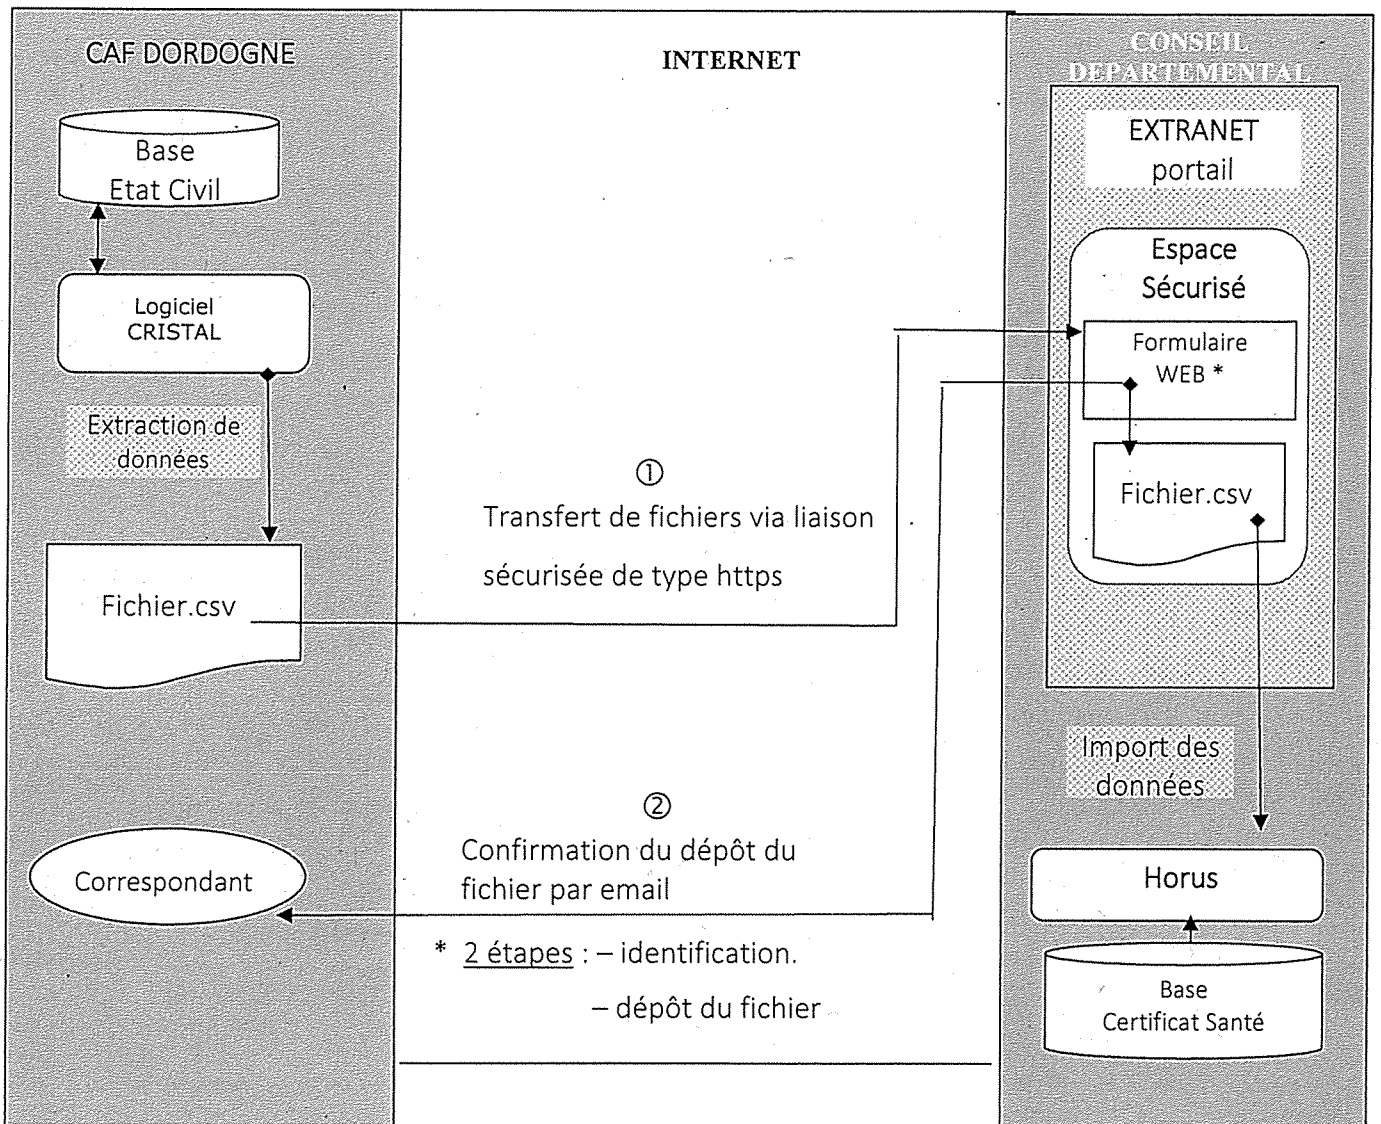 CAF DORDOGNE
Base
Etat Civil
Logiciel
CRISTAL
Extraction de
données
Fichier.csv
Correspondant
INTERNET
①
Transfert de fichiers via liaison
sécurisée de type https
②
Confirmation du dépôt du
fichier par email
* 2 étapes : – identification.
– dépôt du fichier
CONSEIL
DEPARTEMENTAL
EXTRANET
portail
Espace
Sécurisé
Formulaire
WEB *
Fichier.csv
Import des
données
Horus
Base
Certificat Santé